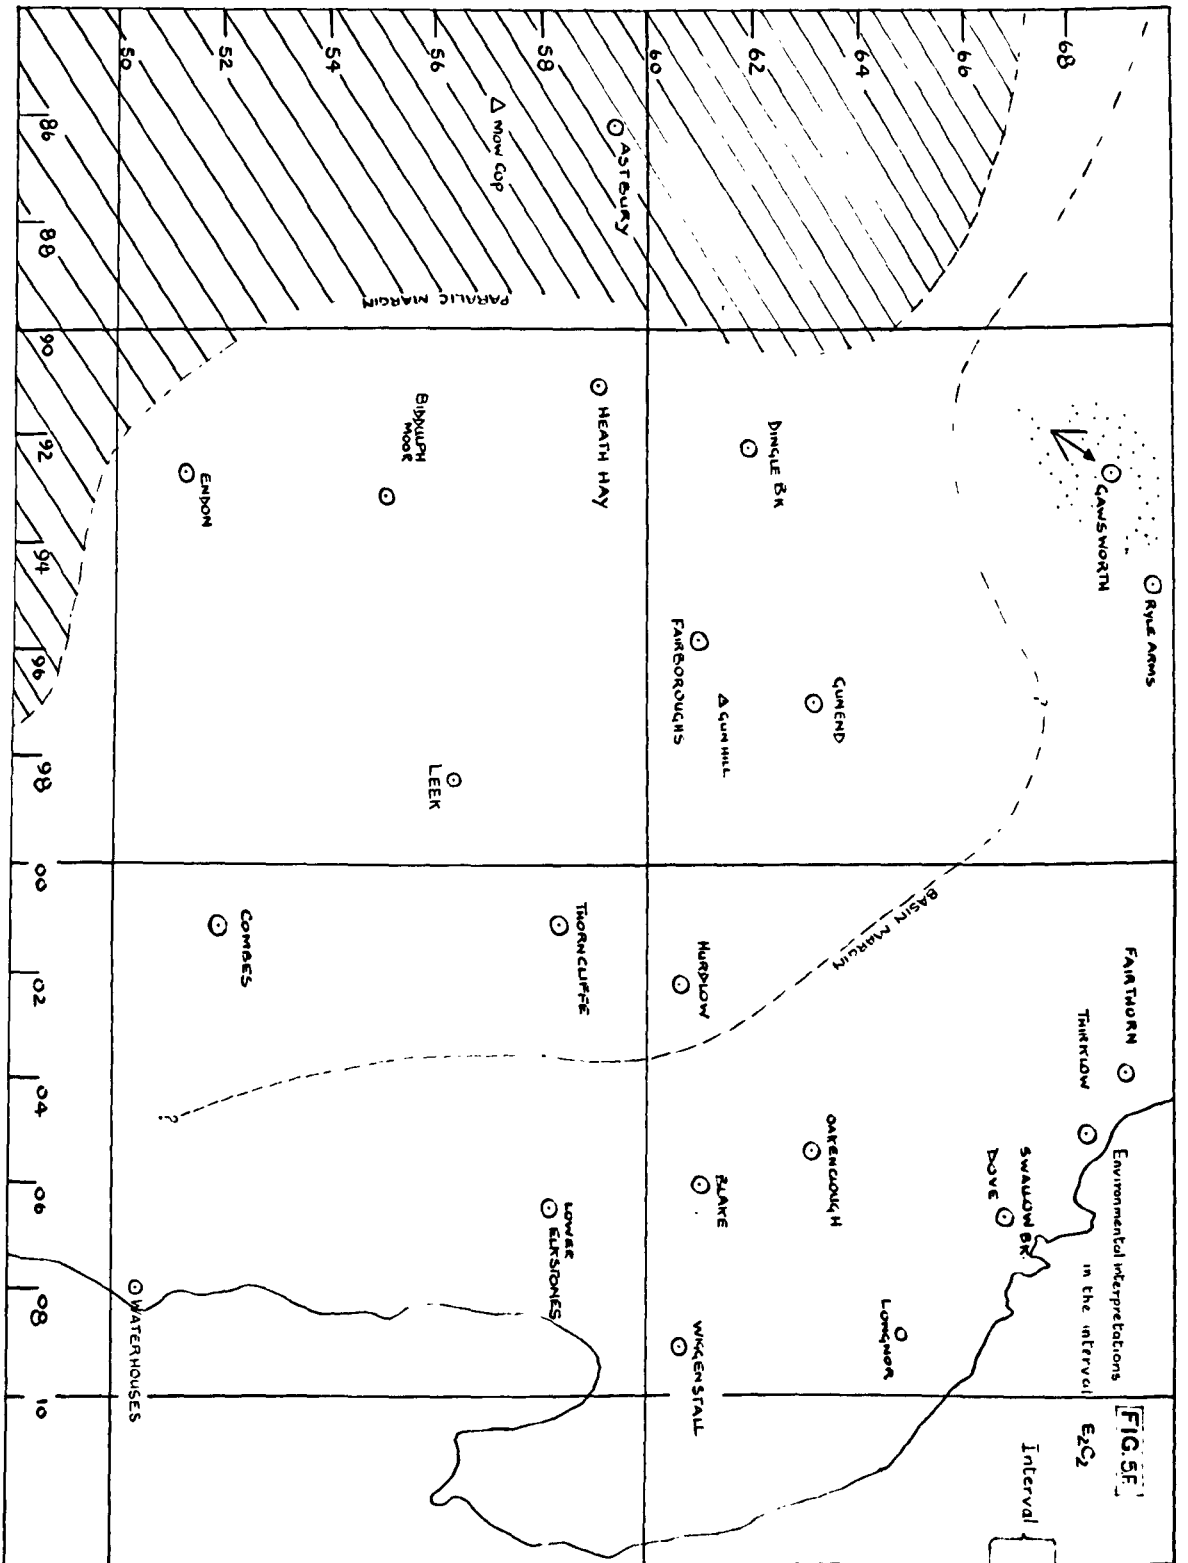 FIG. 5F.
Environmental interpretations
in the interval
E2C2
Interval
RYLE ARMS
GAWSWORTH
FAIRTHORN
THIRKLOW
SWALLOW BK.
DOVE
LONGNOR
OAKENCLOUGH
GUNEND
GUN HILL
FAIRBOROUGHS
DINGLE BK
BASIN MARGIN
?
HURDLOW
BLAKE
WIGGENSTALL
ASTBURY
HEATH HAY
MOW COP
PARALIC MARGIN
BIDDULPH
MOOR
ENDON
LEEK
THORNCLIFFE
COMBES
?
LOWER
ELKSTONES
WATERHOUSES
68
66
64
62
60
58
56
54
52
50
86
88
90
92
94
96
98
00
02
04
06
08
10